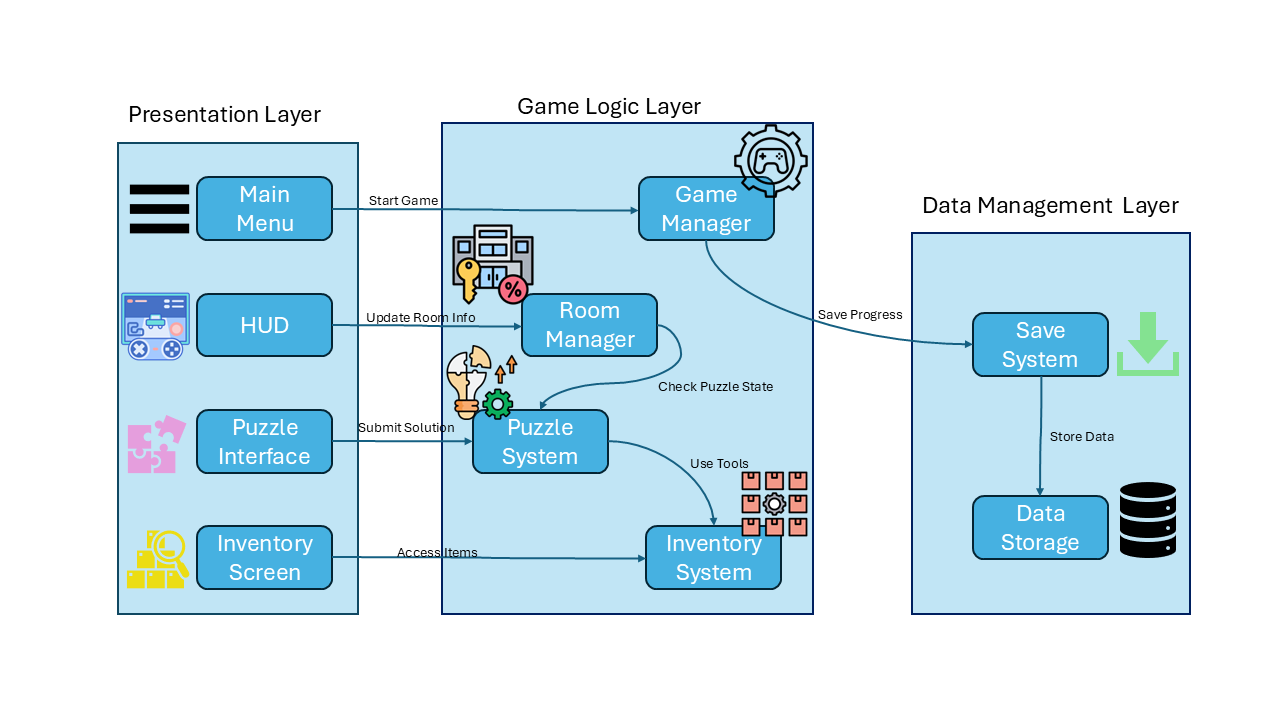 Presentation Layer
Game Logic Layer
Data Management  Layer
Main
Menu
Start Game
Game
Manager
HUD
Update Room Info
%
Room
Manager
Save Progress
Save
System
Check Puzzle State
Puzzle
Interface
Submit Solution
Puzzle
System
Use Tools
Store Data
Inventory
Screen
Access Items
Inventory
System
Data
Storage